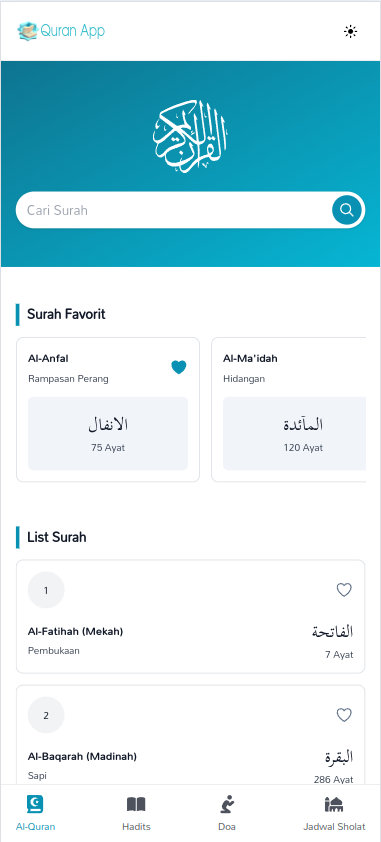 Quran App
القرآن الكريم
Cari Surah
Surah Favorit
Al-Anfal
Rampasan Perang
الانفال
75 Ayat
Al-Ma'idah
Hidangan
الماۤئدة
120 Ayat
List Surah
1
Al-Fatihah (Mekah)
Pembukaan
الفاتحة
7 Ayat
2
Al-Baqarah (Madinah)
Sapi
البقرة
286 Ayat
Al-Quran
Hadits
Doa
Jadwal Sholat